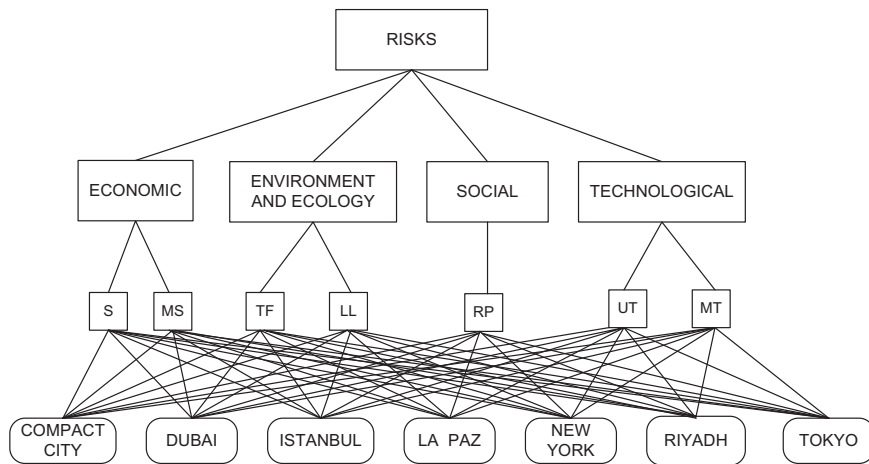 RISKS
ECONOMIC
ENVIRONMENT
AND ECOLOGY
SOCIAL
TECHNOLOGICAL
S
MS
TF
LL
RP
UT
MT
COMPACT
CITY
DUBAI
ISTANBUL
LA PAZ
NEW
YORK
RIYADH
TOKYO